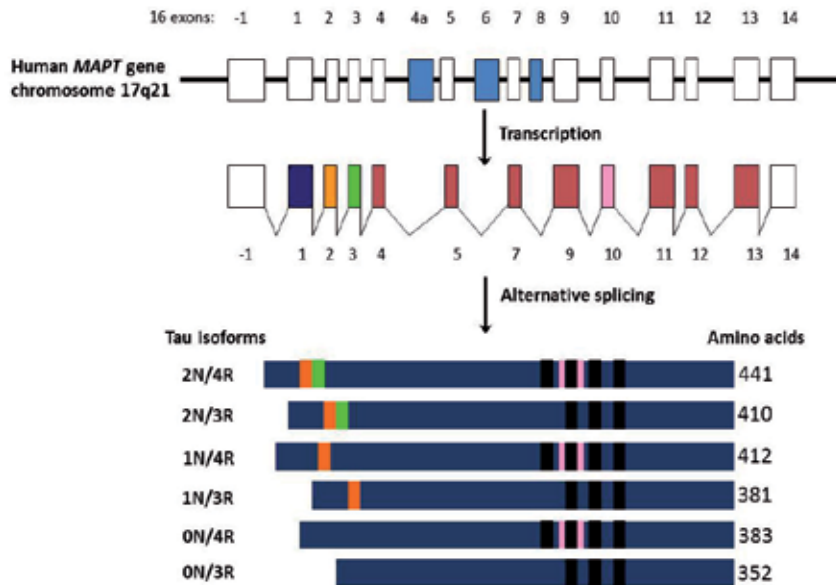 16 exons: -1 1 2 3 4 4a 5 6 7 8 9 10 11 12 13 14
Human MAPT gene
chromosome 17q21
Transcription
-1 1 2 3 4 5 7 9 10 11 12 13 14
Alternative splicing
Tau isoforms Amino acids
2N/4R 441
2N/3R 410
1N/4R 412
1N/3R 381
0N/4R 383
0N/3R 352